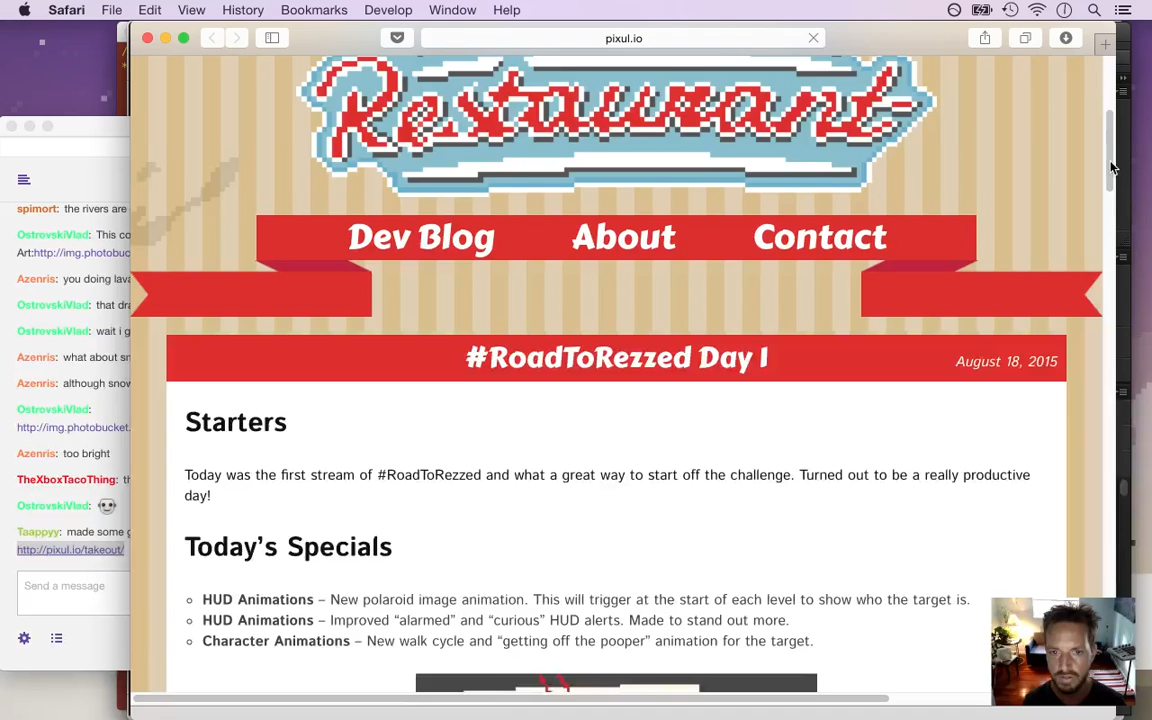 Safari File Edit View History Bookmarks Develop Window Help
pixul.io
Restaurant
Dev Blog About Contact
#RoadToRezzed Day 1
August 18, 2015
Starters
Today was the first stream of #RoadToRezzed and what a great way to start off the challenge. Turned out to be a really productive
day!
Today's Specials
HUD Animations – New polaroid image animation. This will trigger at the start of each level to show who the target is.
HUD Animations – Improved “alarmed” and “curious” HUD alerts. Made to stand out more.
Character Animations – New walk cycle and “getting off the pooper” animation for the target.
spimort: the rivers are
OstrovskiVlad: This co
Art:http://img.photobuc
Azenris: you doing lava
OstrovskiVlad: that dra
OstrovskiVlad: wait i g
Azenris: what about sn
Azenris: although snow
OstrovskiVlad:
http://img.photobucket.
Azenris: too bright
TheXboxTacoThing: th
OstrovskiVlad:
Taappyy: made some g
http://pixul.io/takeout/
Send a message